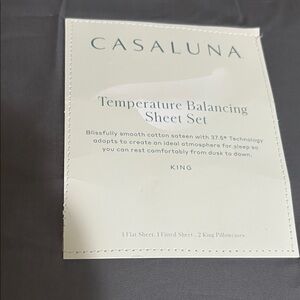 CASALUNA
Temperature Balancing
Sheet Set
Blissfully smooth cotton sateen with 37.5® Technology
adapts to create an ideal atmosphere for sleep so
you can rest comfortably from dusk to dawn.
KING
1 Flat Sheet, 1 Fitted Sheet, 2 King Pillowcases